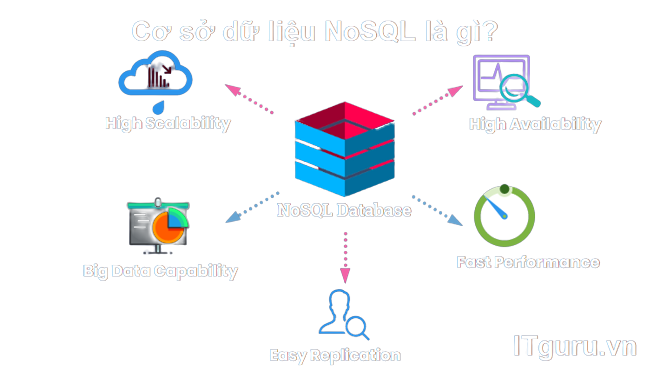 Cơ sở dữ liệu NoSQL là gì?
High Scalability
High Availability
NoSQL Database
Big Data Capability
Fast Performance
Easy Replication
ITguru.vn